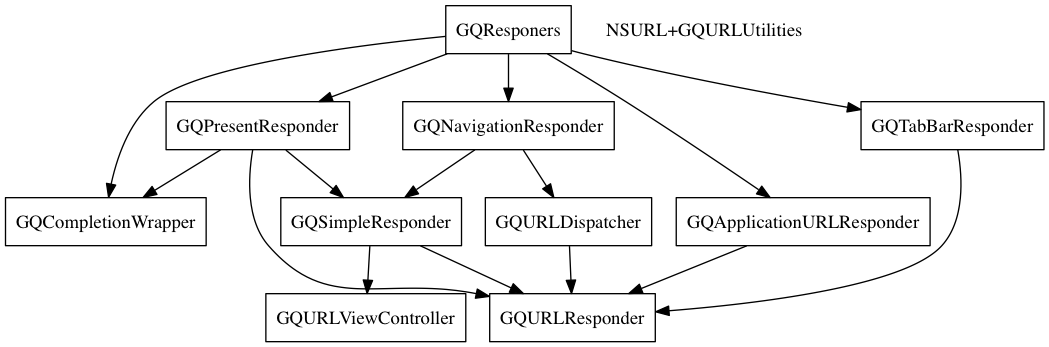 GQResponers
NSURL+GQURLUtilities
GQPresentResponder
GQNavigationResponder
GQTabBarResponder
GQCompletionWrapper
GQSimpleResponder
GQURLDispatcher
GQApplicationURLResponder
GQURLViewController
GQURLResponder